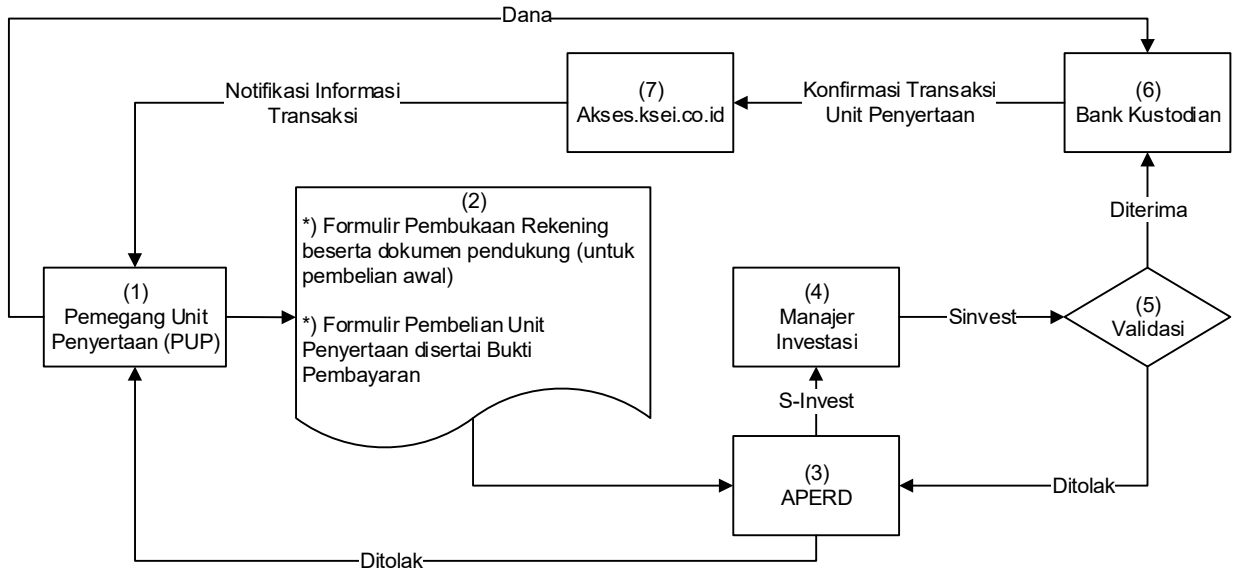 Dana
Notifikasi Informasi
Transaksi
(7)
Akses.ksei.co.id
Konfirmasi Transaksi
Unit Penyertaan
(6)
Bank Kustodian
(2)
*) Formulir Pembukaan Rekening
beserta dokumen pendukung (untuk
pembelian awal)
*) Formulir Pembelian Unit
Penyertaan disertai Bukti
Pembayaran
Diterima
(1)
Pemegang Unit
Penyertaan (PUP)
(4)
Manajer
Investasi
Sinvest
(5)
Validasi
S-Invest
(3)
APERD
Ditolak
Ditolak